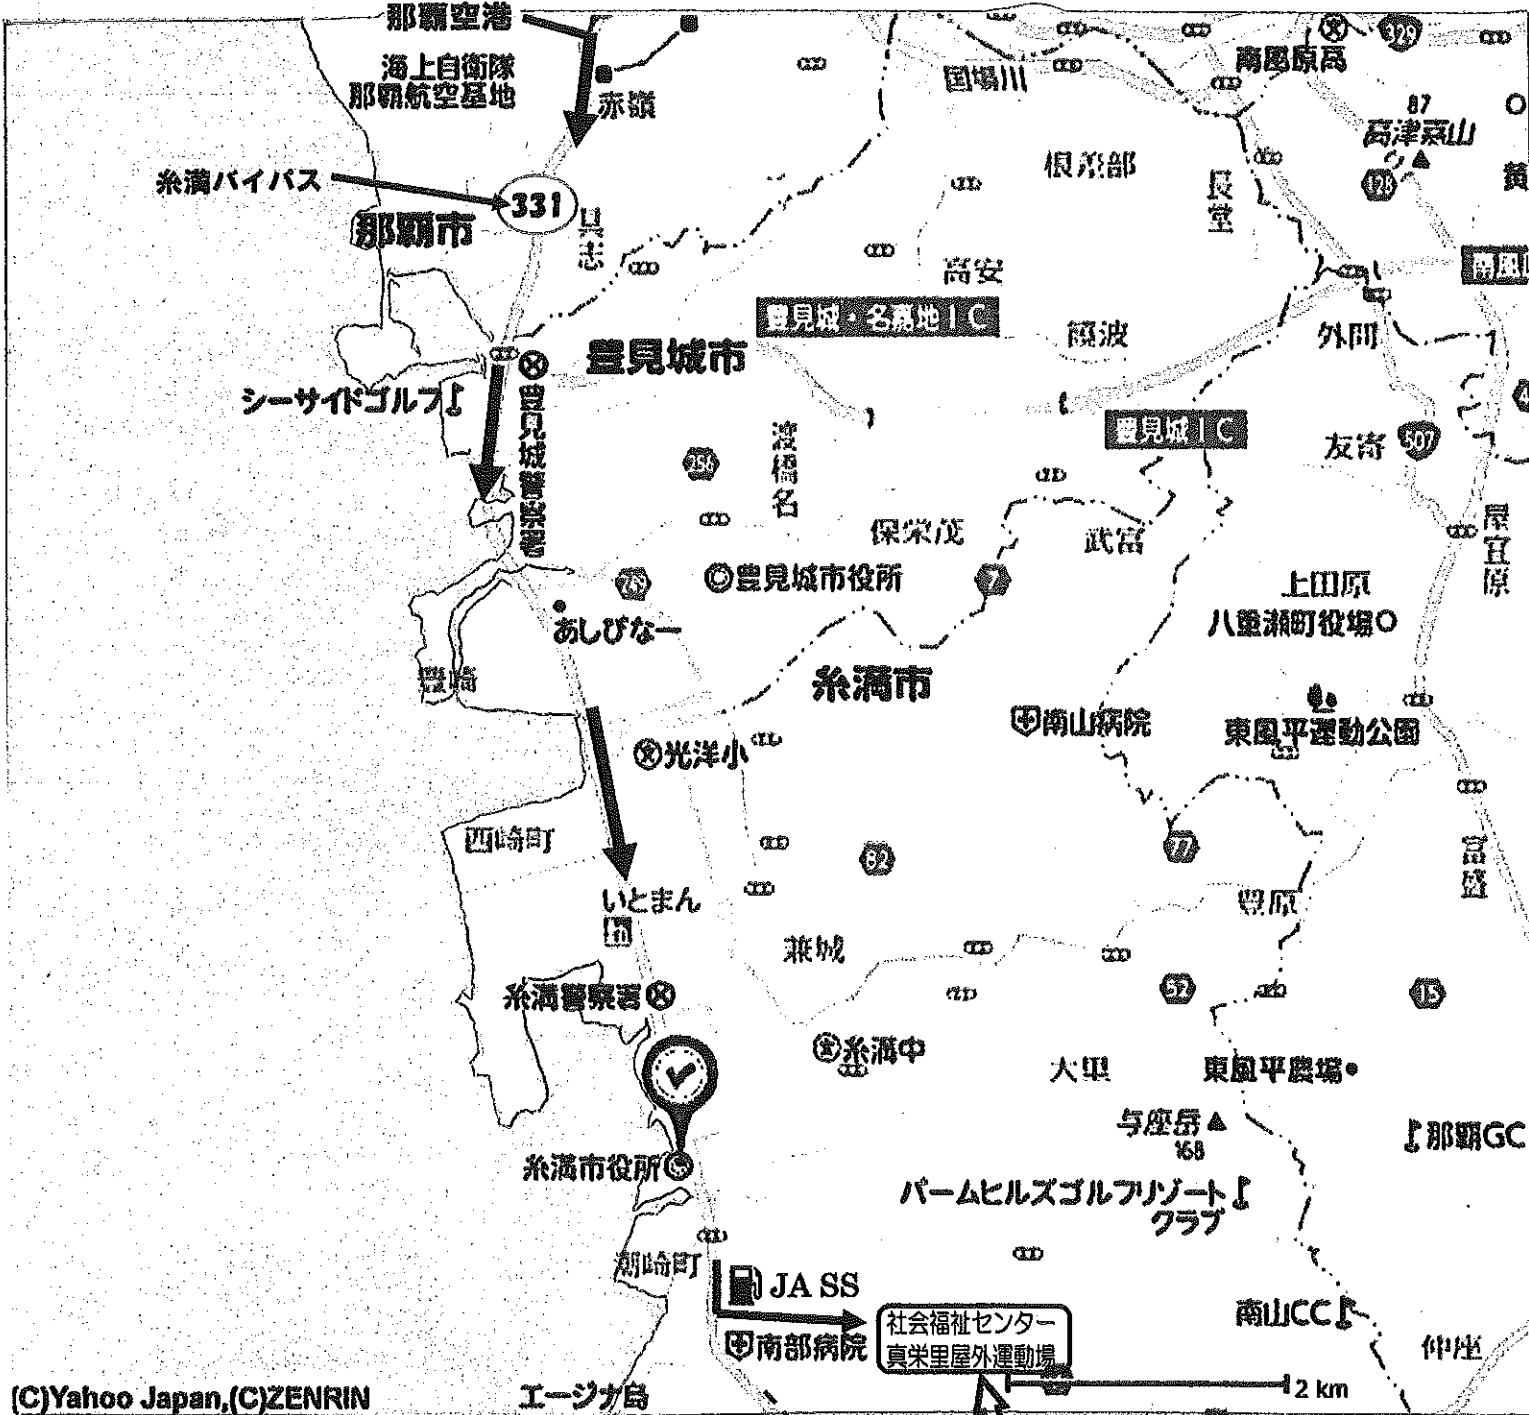 那覇空港
海上自衛隊
那覇航空基地
赤嶺
国場川
南風原高
329
87
高津嘉山
糸満バイパス
331
具志
那覇市
根差部
長堂
128
高安
豊見城・名嘉地IC
饒波
外間
豊見城市
シーサイドゴルフ
豊見城警察署
豊見城IC
友寄
507
256
渡橋名
保栄茂
武富
屋宜原
豊見城市役所
7
上田原
八重瀬町役場
あしびなー
豊崎
糸満市
南山病院
東風平運動公園
光洋小
西崎町
82
77
富盛
いとまん
豊原
兼城
糸満警察署
52
15
糸満中
大里
東風平農場
与座岳
168
那覇GC
糸満市役所
パームヒルズゴルフリゾート
クラブ
潮崎町
JA SS
南山CC
社会福祉センター
真栄里屋外運動場
南部病院
仲座
2 km
(C)Yahoo Japan,(C)ZENRIN
エージナ島